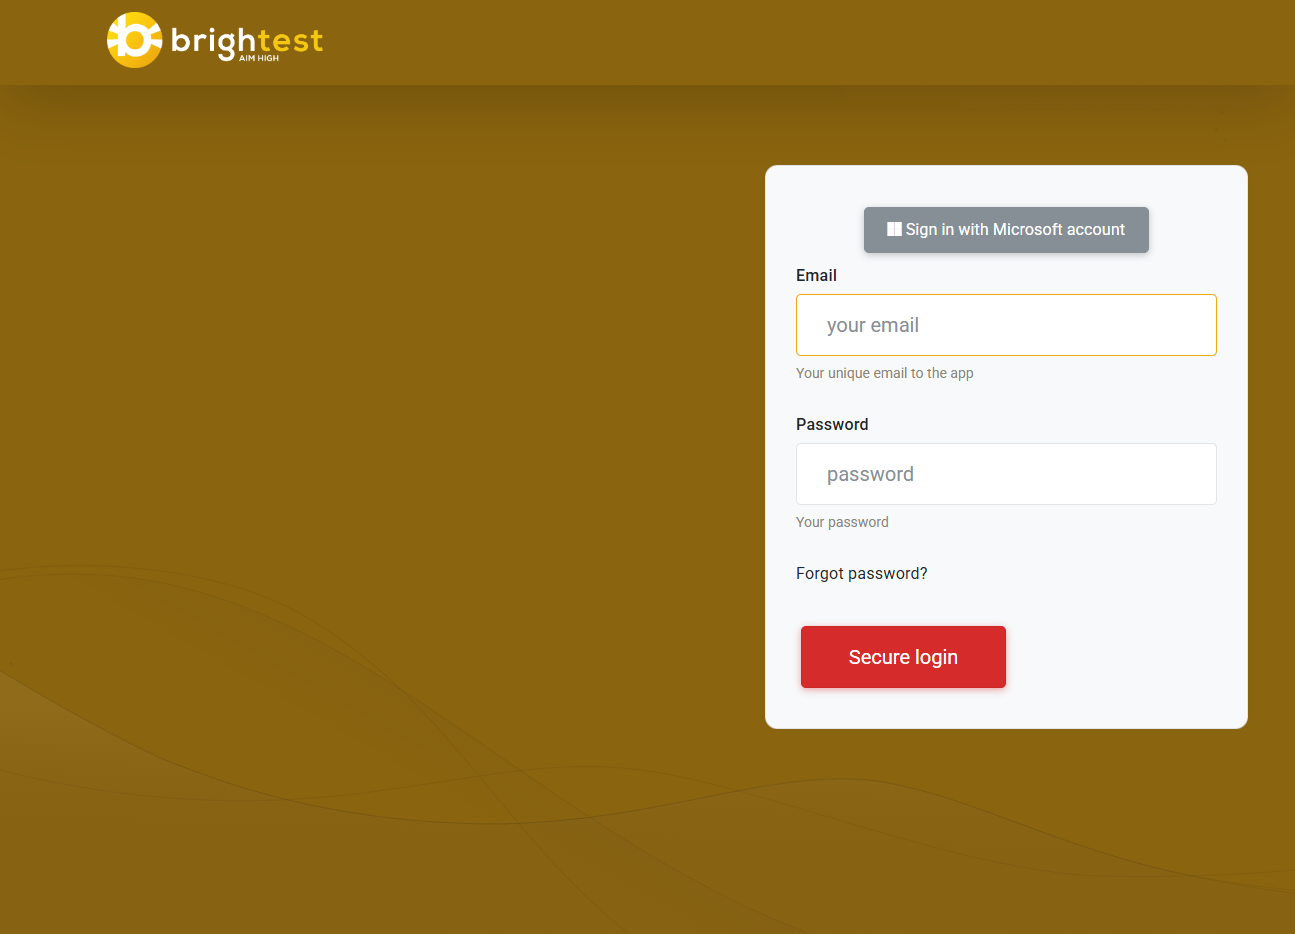 brightest
AIM HIGH
Sign in with Microsoft account
Email
your email
Your unique email to the app
Password
password
Your password
Forgot password?
Secure login